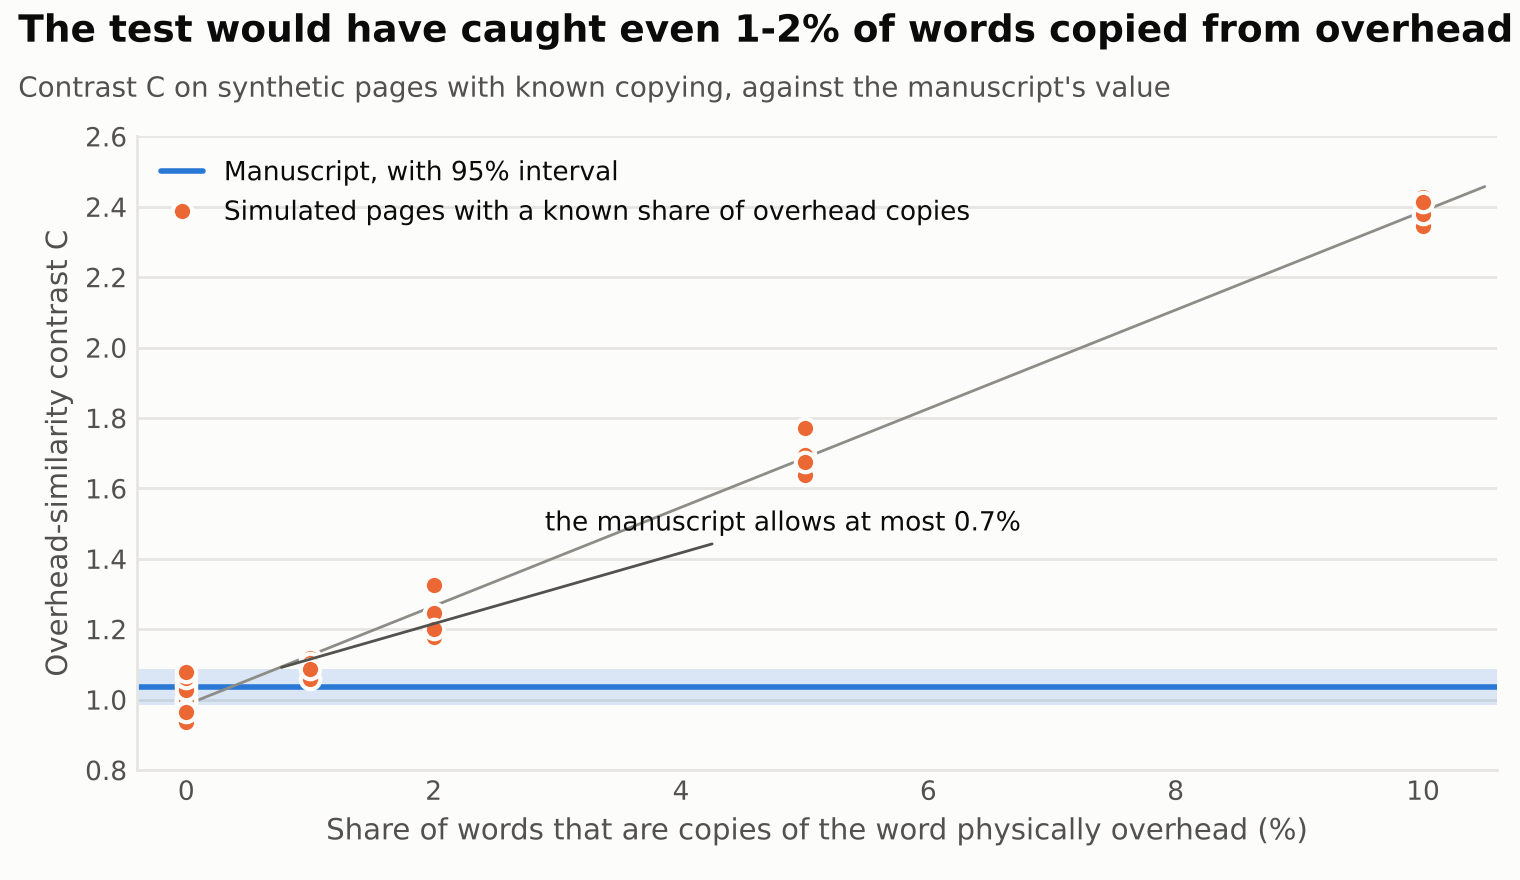 The test would have caught even 1-2% of words copied from overhead
Contrast C on synthetic pages with known copying, against the manuscript's value
Manuscript, with 95% interval
Simulated pages with a known share of overhead copies
the manuscript allows at most 0.7%
Overhead-similarity contrast C
2.6
2.4
2.2
2.0
1.8
1.6
1.4
1.2
1.0
0.8
0 2 4 6 8 10
Share of words that are copies of the word physically overhead (%)